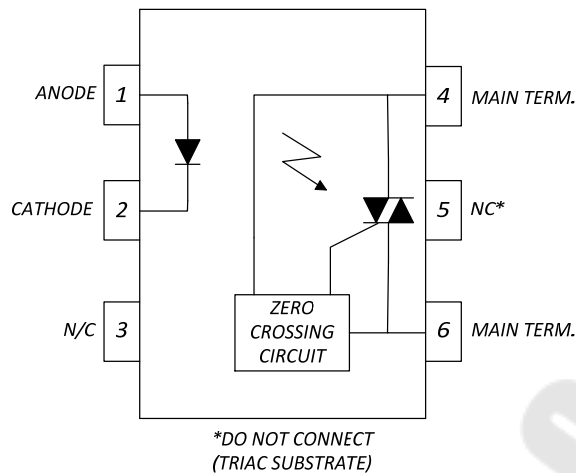 ANODE 1
4 MAIN TERM.
CATHODE 2
5 NC*
N/C 3
ZERO
CROSSING
CIRCUIT
6 MAIN TERM.
*DO NOT CONNECT
(TRIAC SUBSTRATE)